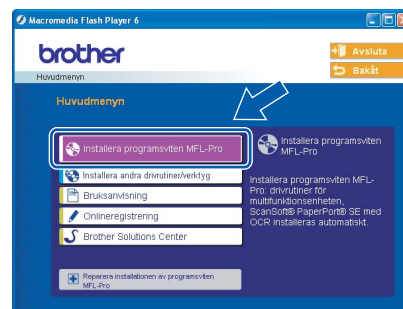 Macromedia Flash Player 6
brother
Avsluta
Huvudmenyn
Bakåt
Huvudmenyn
Installera programsviten MFL-Pro
Installera andra drivrutiner/verktyg
Bruksanvisning
Onlineregistrering
Brother Solutions Center
Reparera installationen av programsviten
MFL-Pro
Installera programsviten
MFL-Pro
Installera programsviten MFL-
Pro: drivrutiner för
multifunktionsenheten,
ScanSoft® PaperPort® SE med
OCR installeras automatiskt.